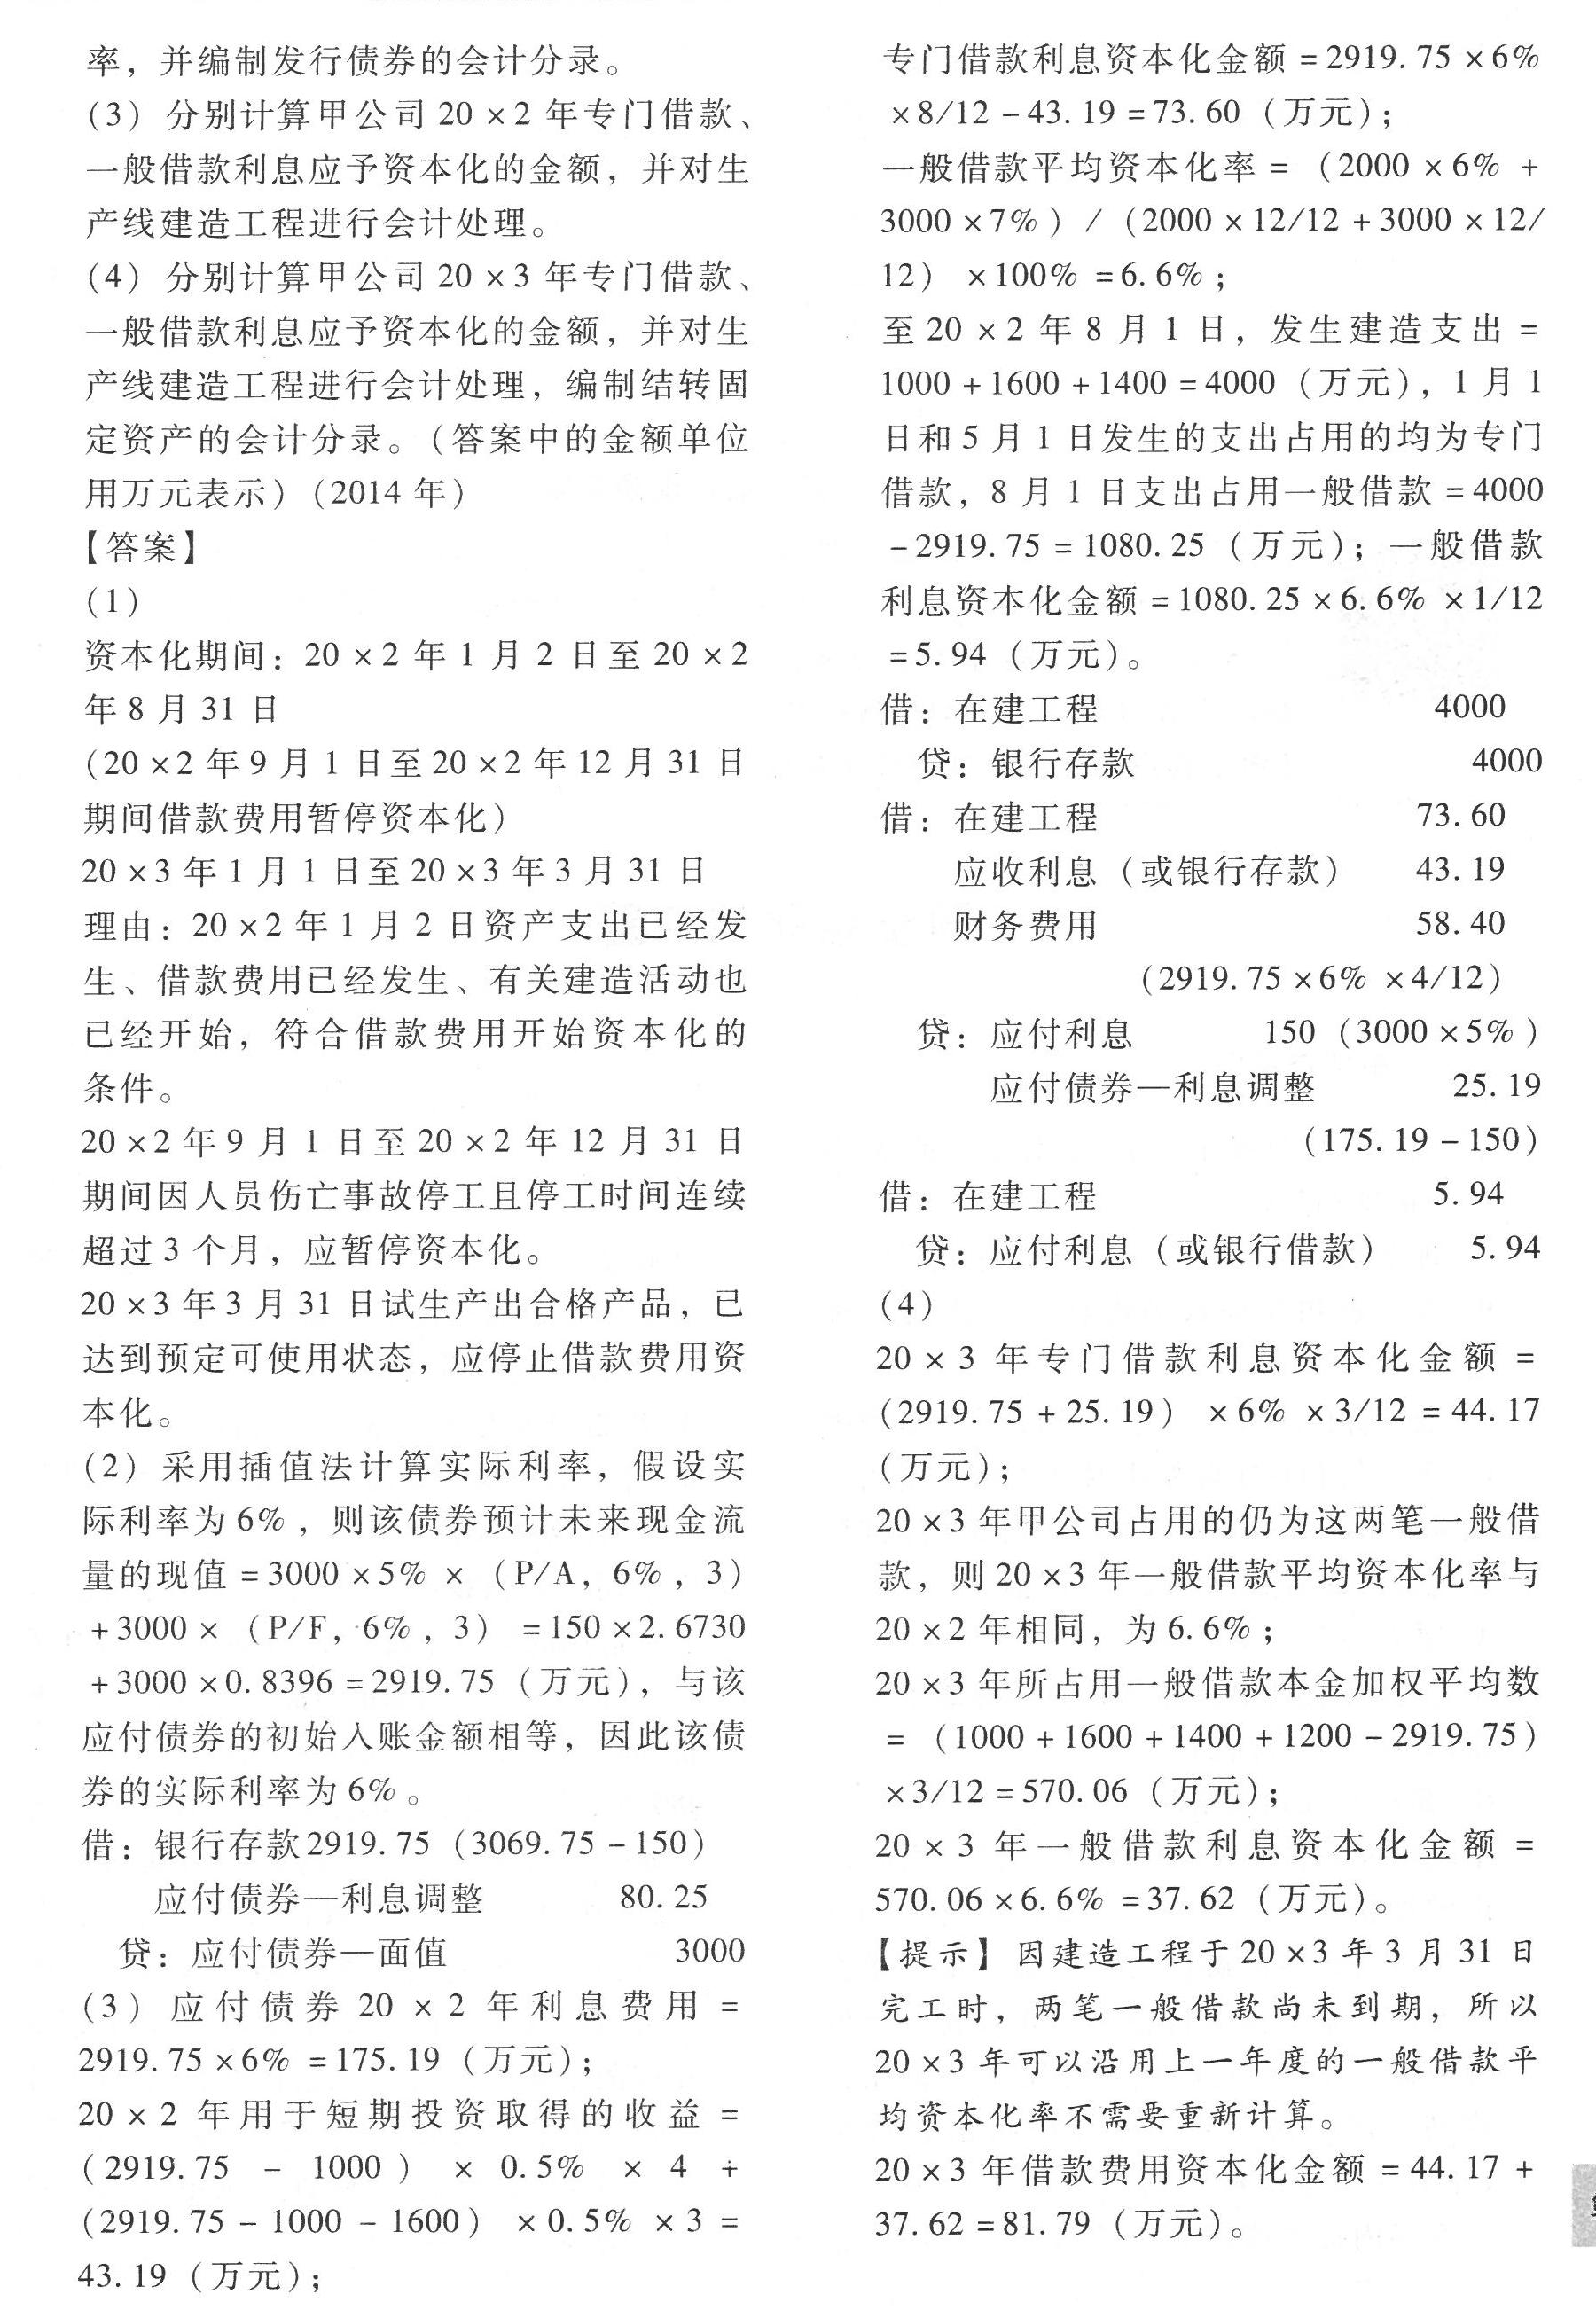 率，并编制发行债券的会计分录。
(3) 分别计算甲公司 20 ×2 年专门借款、
一般借款利息应予资本化的金额，并对生
产线建造工程进行会计处理。
(4) 分别计算甲公司 20 ×3 年专门借款、
一般借款利息应予资本化的金额，并对生
产线建造工程进行会计处理，编制结转固
定资产的会计分录。（答案中的金额单位
用万元表示）(2014 年)
【答案】
(1)
资本化期间：20 ×2 年 1 月 2 日至 20 ×2
年 8 月 31 日
(20 ×2 年 9 月 1 日至 20 ×2 年 12 月 31 日
期间借款费用暂停资本化)
20 ×3 年 1 月 1 日至 20 ×3 年 3 月 31 日
理由：20 ×2 年 1 月 2 日资产支出已经发
生、借款费用已经发生、有关建造活动也
已经开始，符合借款费用开始资本化的
条件。
20 ×2 年 9 月 1 日至 20 ×2 年 12 月 31 日
期间因人员伤亡事故停工且停工时间连续
超过 3 个月，应暂停资本化。
20 ×3 年 3 月 31 日试生产出合格产品，已
达到预定可使用状态，应停止借款费用资
本化。
(2) 采用插值法计算实际利率，假设实
际利率为 6%，则该债券预计未来现金流
量的现值 =3000 ×5% ×（P/A，6%，3）
+3000 ×（P/F，6%，3）=150 ×2.6730
+3000 ×0.8396 =2919.75（万元），与该
应付债券的初始入账金额相等，因此该债
券的实际利率为 6%。
借：银行存款2919.75（3069.75 -150）
应付债券—利息调整 80.25
贷：应付债券—面值 3000
(3) 应付债券 20 ×2 年利息费用 =
2919.75 ×6% =175.19（万元）；
20 ×2 年用于短期投资取得的收益 =
(2919.75 - 1000) × 0.5% × 4 +
(2919.75 - 1000 - 1600) ×0.5% ×3 =
43.19（万元）；
专门借款利息资本化金额 =2919.75 ×6%
×8/12 -43.19 =73.60（万元）；
一般借款平均资本化率 =（2000 ×6% +
3000 ×7%）/（2000 ×12/12 +3000 ×12/
12）×100% =6.6%；
至 20 ×2 年 8 月 1 日，发生建造支出 =
1000 +1600 +1400 =4000（万元），1 月 1
日和 5 月 1 日发生的支出占用的均为专门
借款，8 月 1 日支出占用一般借款 =4000
-2919.75 =1080.25（万元）；一般借款
利息资本化金额 =1080.25 ×6.6% ×1/12
=5.94（万元）。
借：在建工程 4000
贷：银行存款 4000
借：在建工程 73.60
应收利息（或银行存款） 43.19
财务费用 58.40
(2919.75 ×6% ×4/12)
贷：应付利息 150（3000 ×5%）
应付债券—利息调整 25.19
(175.19 -150)
借：在建工程 5.94
贷：应付利息（或银行借款） 5.94
(4)
20 ×3 年专门借款利息资本化金额 =
(2919.75 +25.19) ×6% ×3/12 =44.17
（万元）；
20 ×3 年甲公司占用的仍为这两笔一般借
款，则 20 ×3 年一般借款平均资本化率与
20 ×2 年相同，为 6.6%；
20 ×3 年所占用一般借款本金加权平均数
=（1000 +1600 +1400 +1200 -2919.75）
×3/12 =570.06（万元）；
20 ×3 年一般借款利息资本化金额 =
570.06 ×6.6% =37.62（万元）。
【提示】因建造工程于 20 ×3 年 3 月 31 日
完工时，两笔一般借款尚未到期，所以
20 ×3 年可以沿用上一年度的一般借款平
均资本化率不需要重新计算。
20 ×3 年借款费用资本化金额 =44.17 +
37.62 =81.79（万元）。